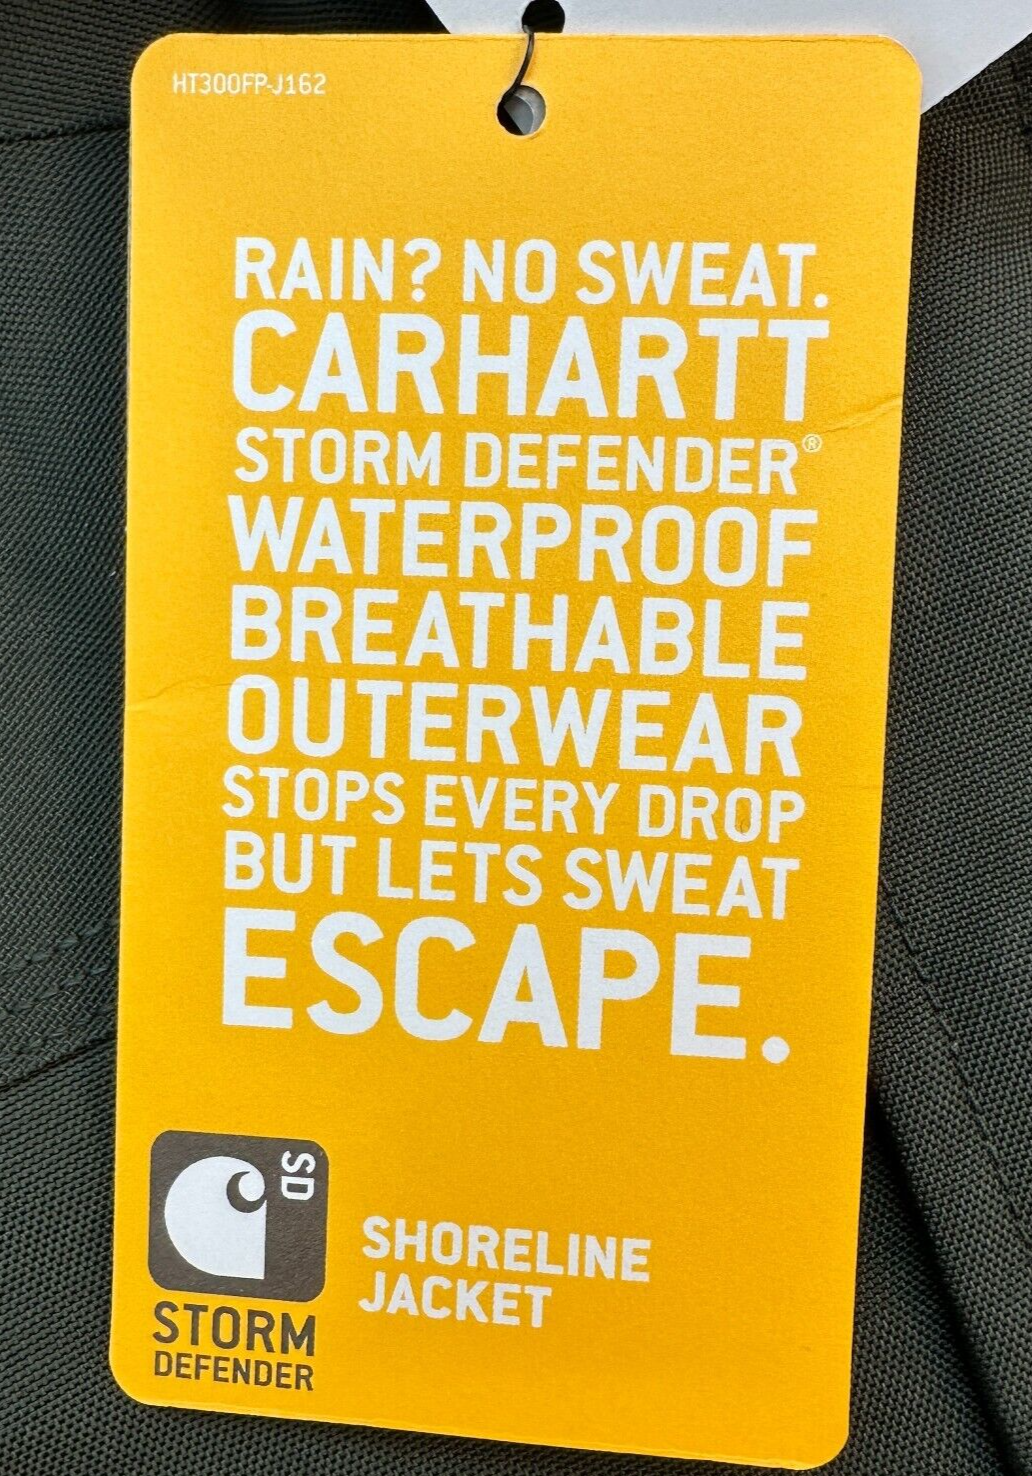 HT300FP-J162
RAIN? NO SWEAT.
CARHARTT
STORM DEFENDER®
WATERPROOF
BREATHABLE
OUTERWEAR
STOPS EVERY DROP
BUT LETS SWEAT
ESCAPE.
SD
STORM
DEFENDER
SHORELINE
JACKET